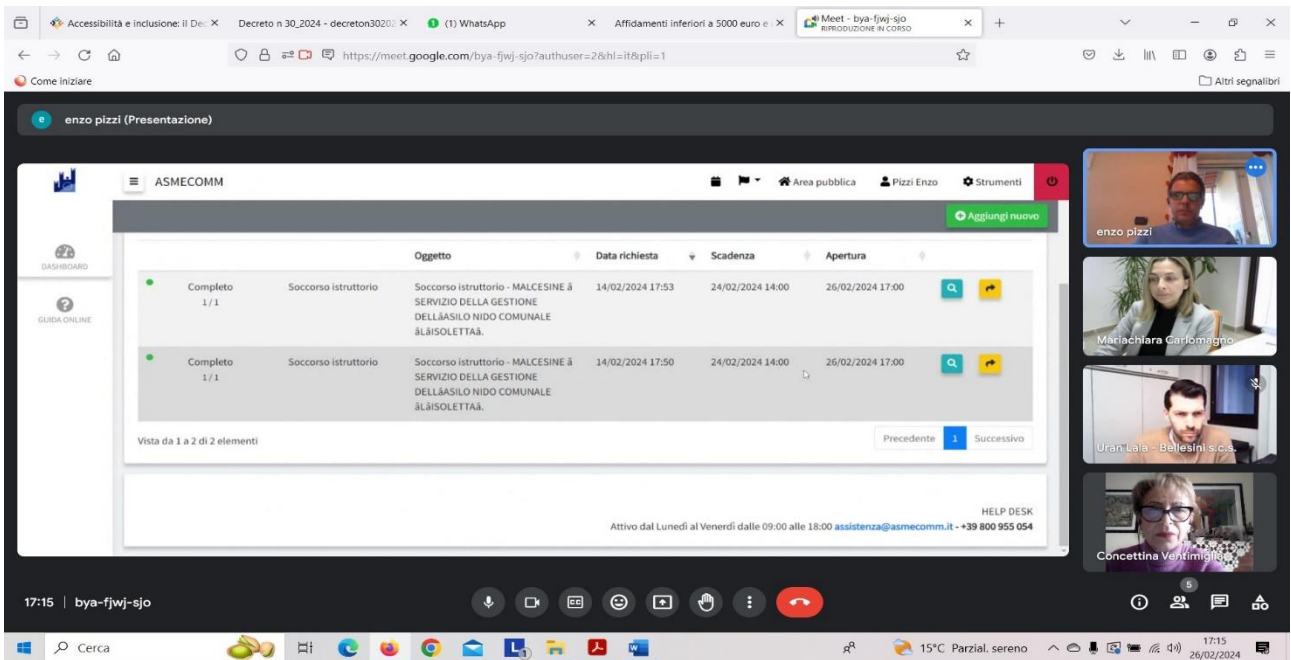 Accessibilità e inclusione: il Dec
Decreto n 30_2024 - decreton3020
(1) WhatsApp
Affidamenti inferiori a 5000 euro e
Meet - bya-fjwj-sjo
RIPRODUZIONE IN CORSO
https://meet.google.com/bya-fjwj-sjo?authuser=2&hl=it&pli=1
Come iniziare
Altri segnalibri
e enzo pizzi (Presentazione)
ASMECOMM
Area pubblica
Pizzi Enzo
Strumenti
Aggiungi nuovo
DASHBOARD
GUIDA ONLINE
Oggetto Data richiesta Scadenza Apertura
Completo Soccorso istruttorio Soccorso istruttorio - MALCESINE â 14/02/2024 17:53 24/02/2024 14:00 26/02/2024 17:00
1/1 SERVIZIO DELLA GESTIONE
DELLâASILO NIDO COMUNALE
âLâISOLETTAâ.
Completo Soccorso istruttorio Soccorso istruttorio - MALCESINE â 14/02/2024 17:50 24/02/2024 14:00 26/02/2024 17:00
1/1 SERVIZIO DELLA GESTIONE
DELLâASILO NIDO COMUNALE
âLâISOLETTAâ.
Vista da 1 a 2 di 2 elementi
Precedente 1 Successivo
HELP DESK
Attivo dal Lunedì al Venerdì dalle 09:00 alle 18:00 assistenza@asmecomm.it - +39 800 955 054
enzo pizzi
Mariachiara Carlomagno
Uran Lala - Bellesini s.c.s.
Concettina Ventimiglia
17:15 | bya-fjwj-sjo
5
Cerca
15°C Parzial. sereno
17:15
26/02/2024